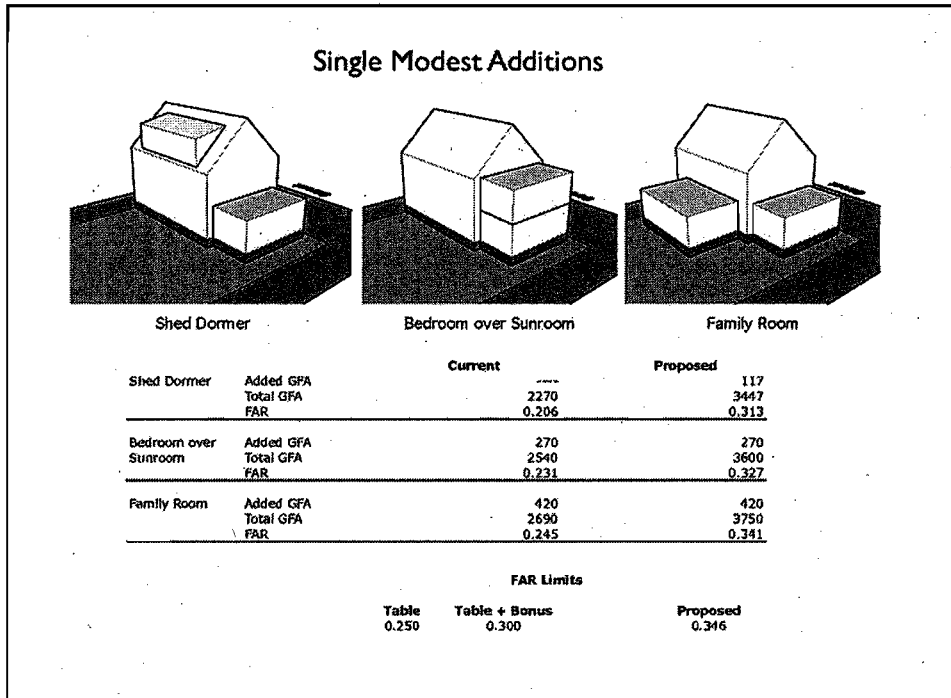 Single Modest Additions
Shed Dormer Bedroom over Sunroom Family Room
Current Proposed
Shed Dormer Added GFA ---- 117
Total GFA 2270 3447
FAR 0.206 0.313
Bedroom over Added GFA 270 270
Sunroom Total GFA 2540 3600
FAR 0.231 0.327
Family Room Added GFA 420 420
Total GFA 2690 3750
FAR 0.245 0.341
FAR Limits
Table Table + Bonus Proposed
0.250 0.300 0.346